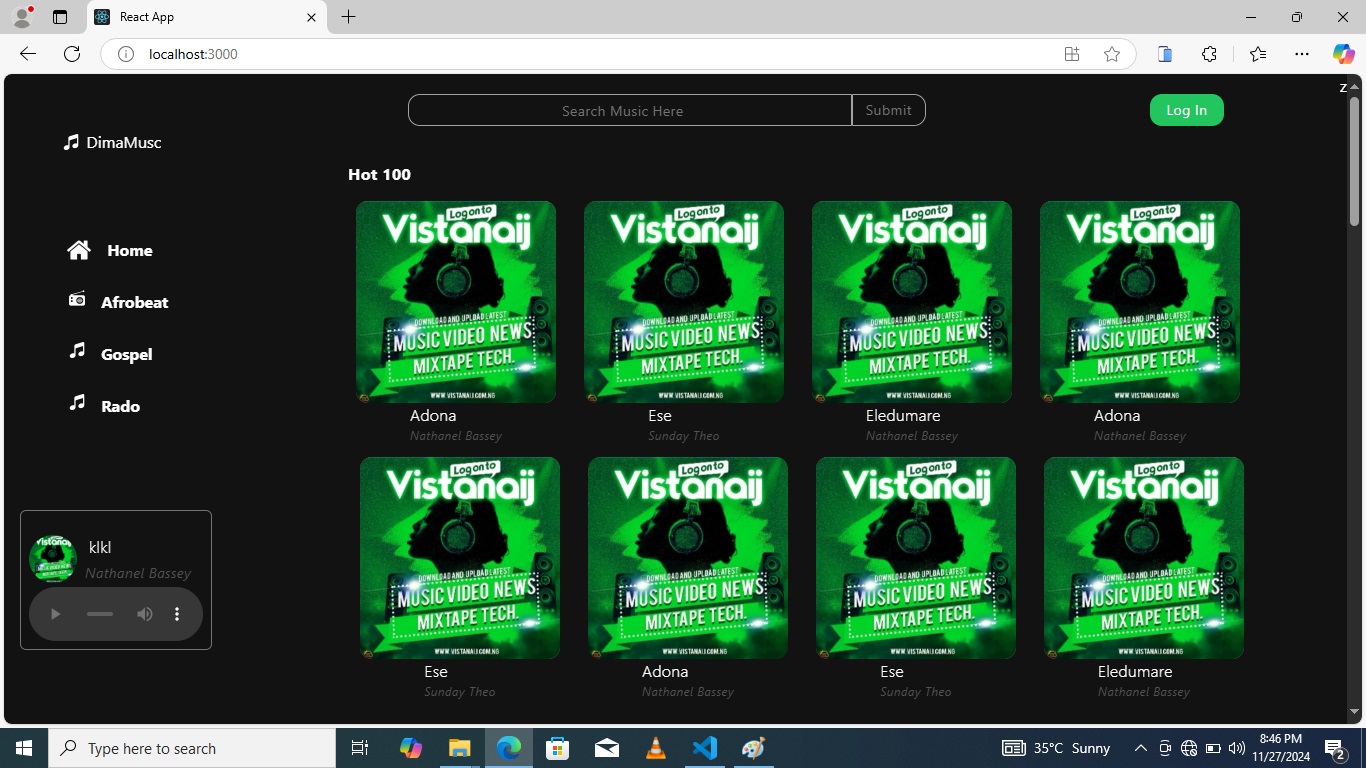 React App
localhost:3000
z
Search Music Here
Submit
Log In
DimaMusc
Hot 100
Home
Afrobeat
Gospel
Rado
Log on to
Vistanaij
DOWNLOAD AND UPLOAD LATEST
MUSIC VIDEO NEWS
MIXTAPE TECH.
WWW.VISTANAIJ.COM.NG
Adona
Nathanel Bassey
Log on to
Vistanaij
DOWNLOAD AND UPLOAD LATEST
MUSIC VIDEO NEWS
MIXTAPE TECH.
WWW.VISTANAIJ.COM.NG
Ese
Sunday Theo
Log on to
Vistanaij
DOWNLOAD AND UPLOAD LATEST
MUSIC VIDEO NEWS
MIXTAPE TECH.
WWW.VISTANAIJ.COM.NG
Eledumare
Nathanel Bassey
Log on to
Vistanaij
DOWNLOAD AND UPLOAD LATEST
MUSIC VIDEO NEWS
MIXTAPE TECH.
WWW.VISTANAIJ.COM.NG
Adona
Nathanel Bassey
Log on to
Vistanaij
DOWNLOAD AND UPLOAD LATEST
MUSIC VIDEO NEWS
MIXTAPE TECH.
WWW.VISTANAIJ.COM.NG
Ese
Sunday Theo
Log on to
Vistanaij
DOWNLOAD AND UPLOAD LATEST
MUSIC VIDEO NEWS
MIXTAPE TECH.
WWW.VISTANAIJ.COM.NG
Adona
Nathanel Bassey
Log on to
Vistanaij
DOWNLOAD AND UPLOAD LATEST
MUSIC VIDEO NEWS
MIXTAPE TECH.
WWW.VISTANAIJ.COM.NG
Ese
Sunday Theo
Log on to
Vistanaij
DOWNLOAD AND UPLOAD LATEST
MUSIC VIDEO NEWS
MIXTAPE TECH.
WWW.VISTANAIJ.COM.NG
Eledumare
Nathanel Bassey
klkl
Nathanel Bassey
Type here to search
35°C Sunny
8:46 PM
11/27/2024
2